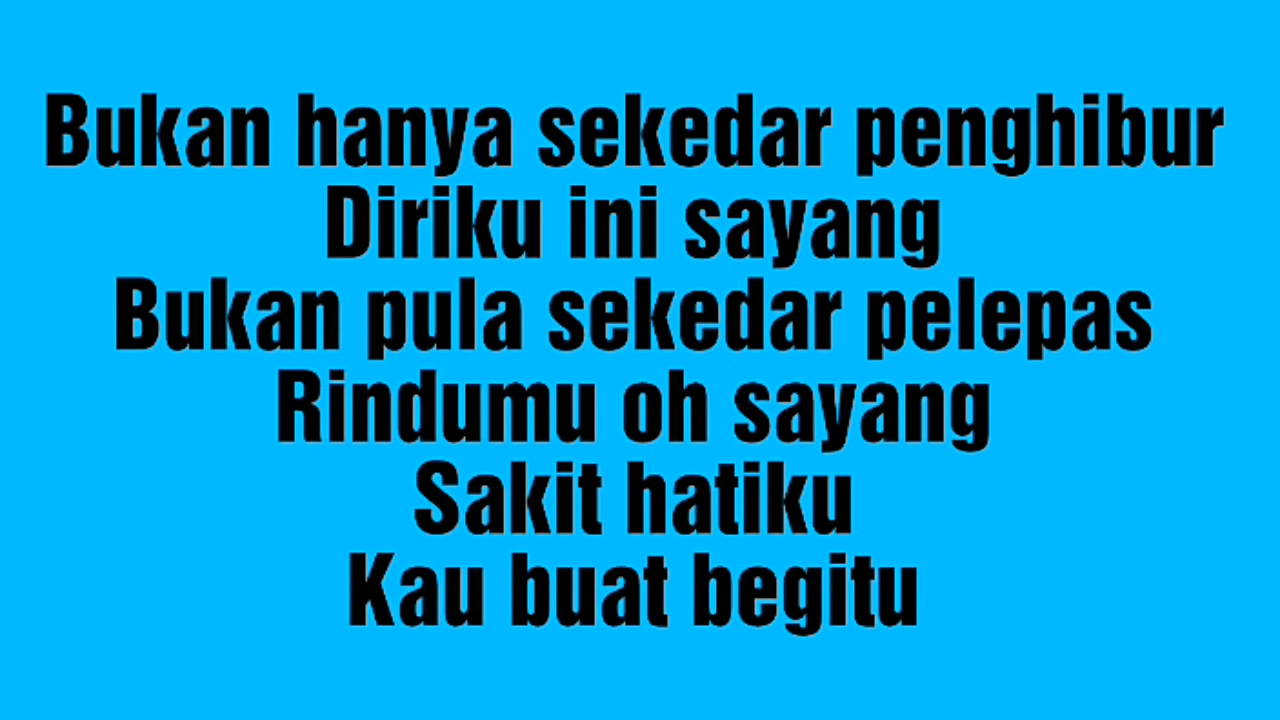 Bukan hanya sekedar penghibur
Diriku ini sayang
Bukan pula sekedar pelepas
Rindumu oh sayang
Sakit hatiku
Kau buat begitu